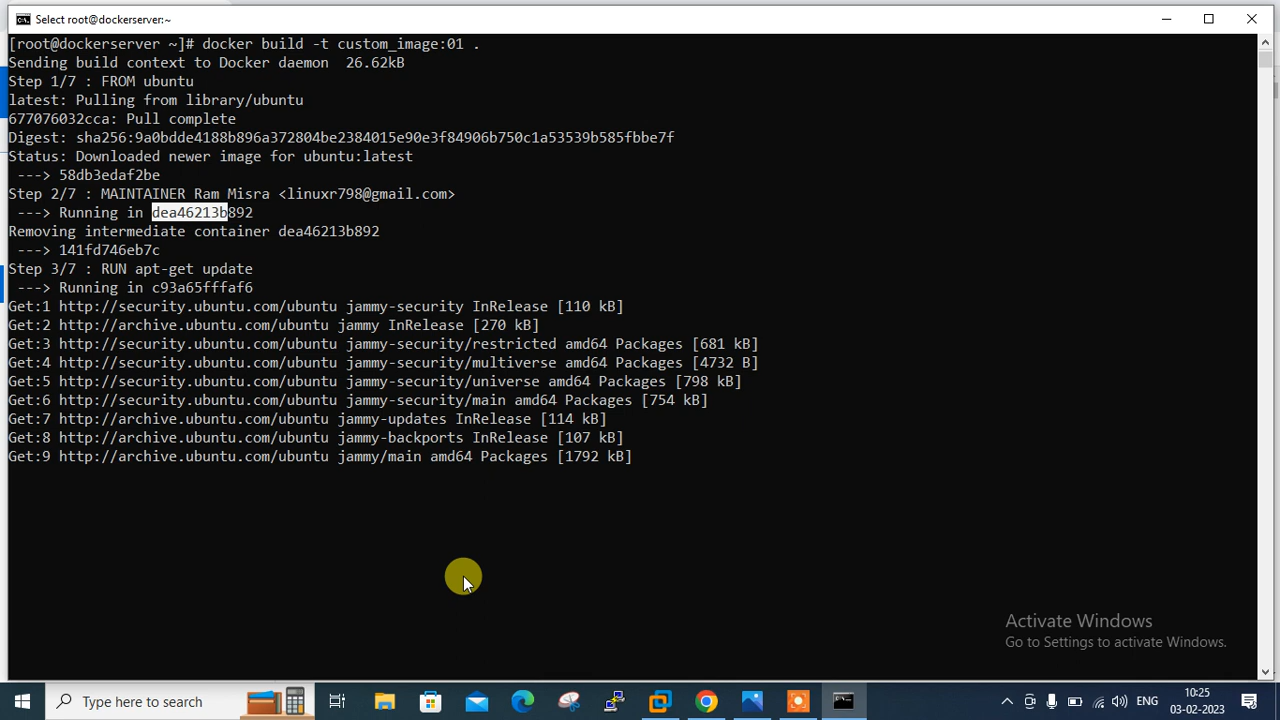 Select root@dockerserver:~
[root@dockerserver ~]# docker build -t custom_image:01 .
Sending build context to Docker daemon  26.62kB
Step 1/7 : FROM ubuntu
latest: Pulling from library/ubuntu
677076032cca: Pull complete
Digest: sha256:9a0bdde4188b896a372804be2384015e90e3f84906b750c1a53539b585fbbe7f
Status: Downloaded newer image for ubuntu:latest
 ---> 58db3edaf2be
Step 2/7 : MAINTAINER Ram Misra <linuxr798@gmail.com>
 ---> Running in dea46213b892
Removing intermediate container dea46213b892
 ---> 141fd746eb7c
Step 3/7 : RUN apt-get update
 ---> Running in c93a65fffaf6
Get:1 http://security.ubuntu.com/ubuntu jammy-security InRelease [110 kB]
Get:2 http://archive.ubuntu.com/ubuntu jammy InRelease [270 kB]
Get:3 http://security.ubuntu.com/ubuntu jammy-security/restricted amd64 Packages [681 kB]
Get:4 http://security.ubuntu.com/ubuntu jammy-security/multiverse amd64 Packages [4732 B]
Get:5 http://security.ubuntu.com/ubuntu jammy-security/universe amd64 Packages [798 kB]
Get:6 http://security.ubuntu.com/ubuntu jammy-security/main amd64 Packages [754 kB]
Get:7 http://archive.ubuntu.com/ubuntu jammy-updates InRelease [114 kB]
Get:8 http://archive.ubuntu.com/ubuntu jammy-backports InRelease [107 kB]
Get:9 http://archive.ubuntu.com/ubuntu jammy/main amd64 Packages [1792 kB]
Activate Windows
Go to Settings to activate Windows.
Type here to search
ENG
10:25
03-02-2023